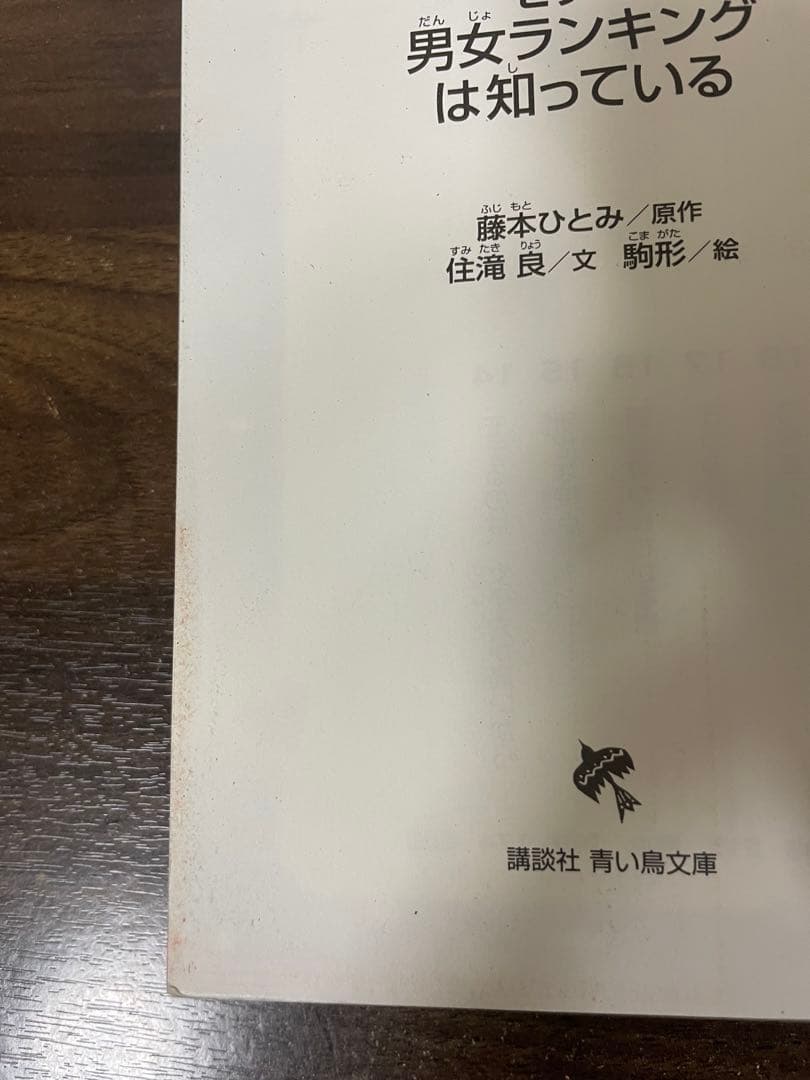 男女ランキング
は知っている
藤本ひとみ／原作
住滝 良／文 駒形／絵
講談社 青い鳥文庫